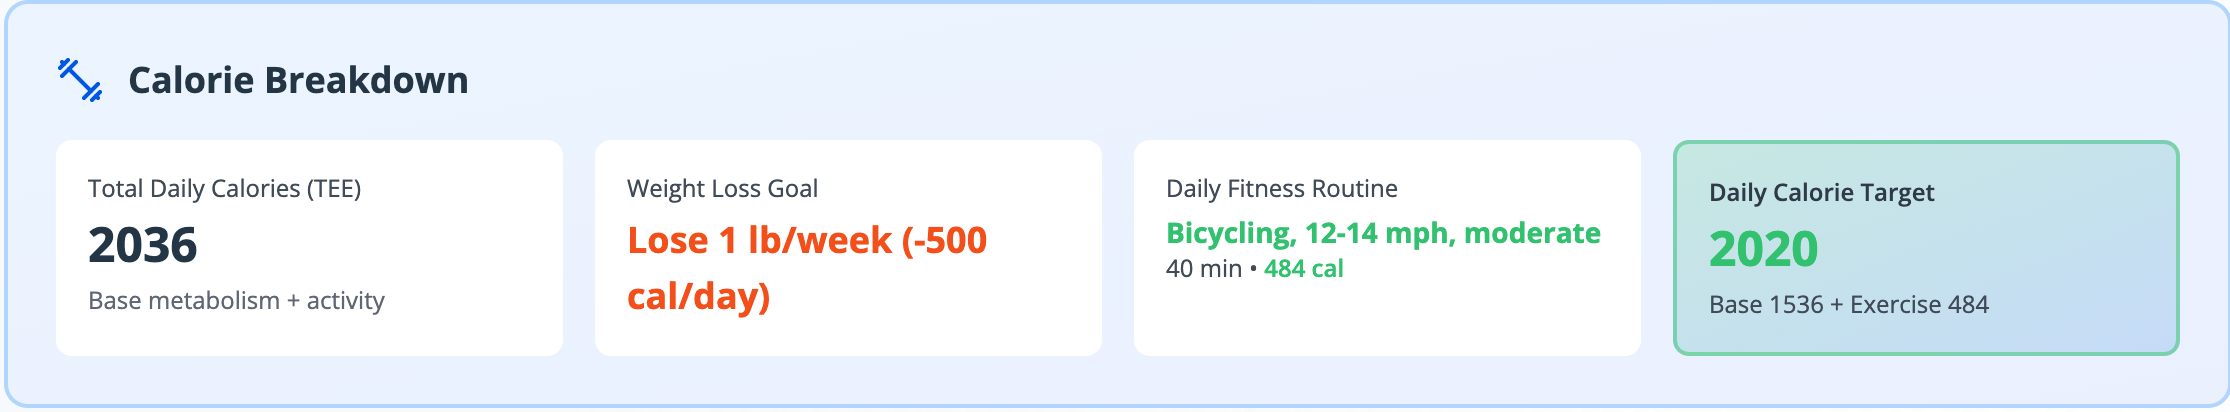 Calorie Breakdown
Total Daily Calories (TEE)
2036
Base metabolism + activity
Weight Loss Goal
Lose 1 lb/week (-500
cal/day)
Daily Fitness Routine
Bicycling, 12-14 mph, moderate
40 min • 484 cal
Daily Calorie Target
2020
Base 1536 + Exercise 484